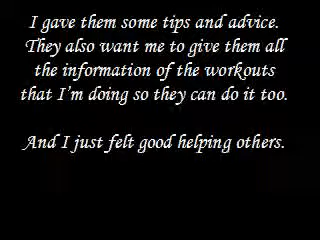 I gave them some tips and advice.
They also want me to give them all
the information of the workouts
that I'm doing so they can do it too.
And I just felt good helping others.